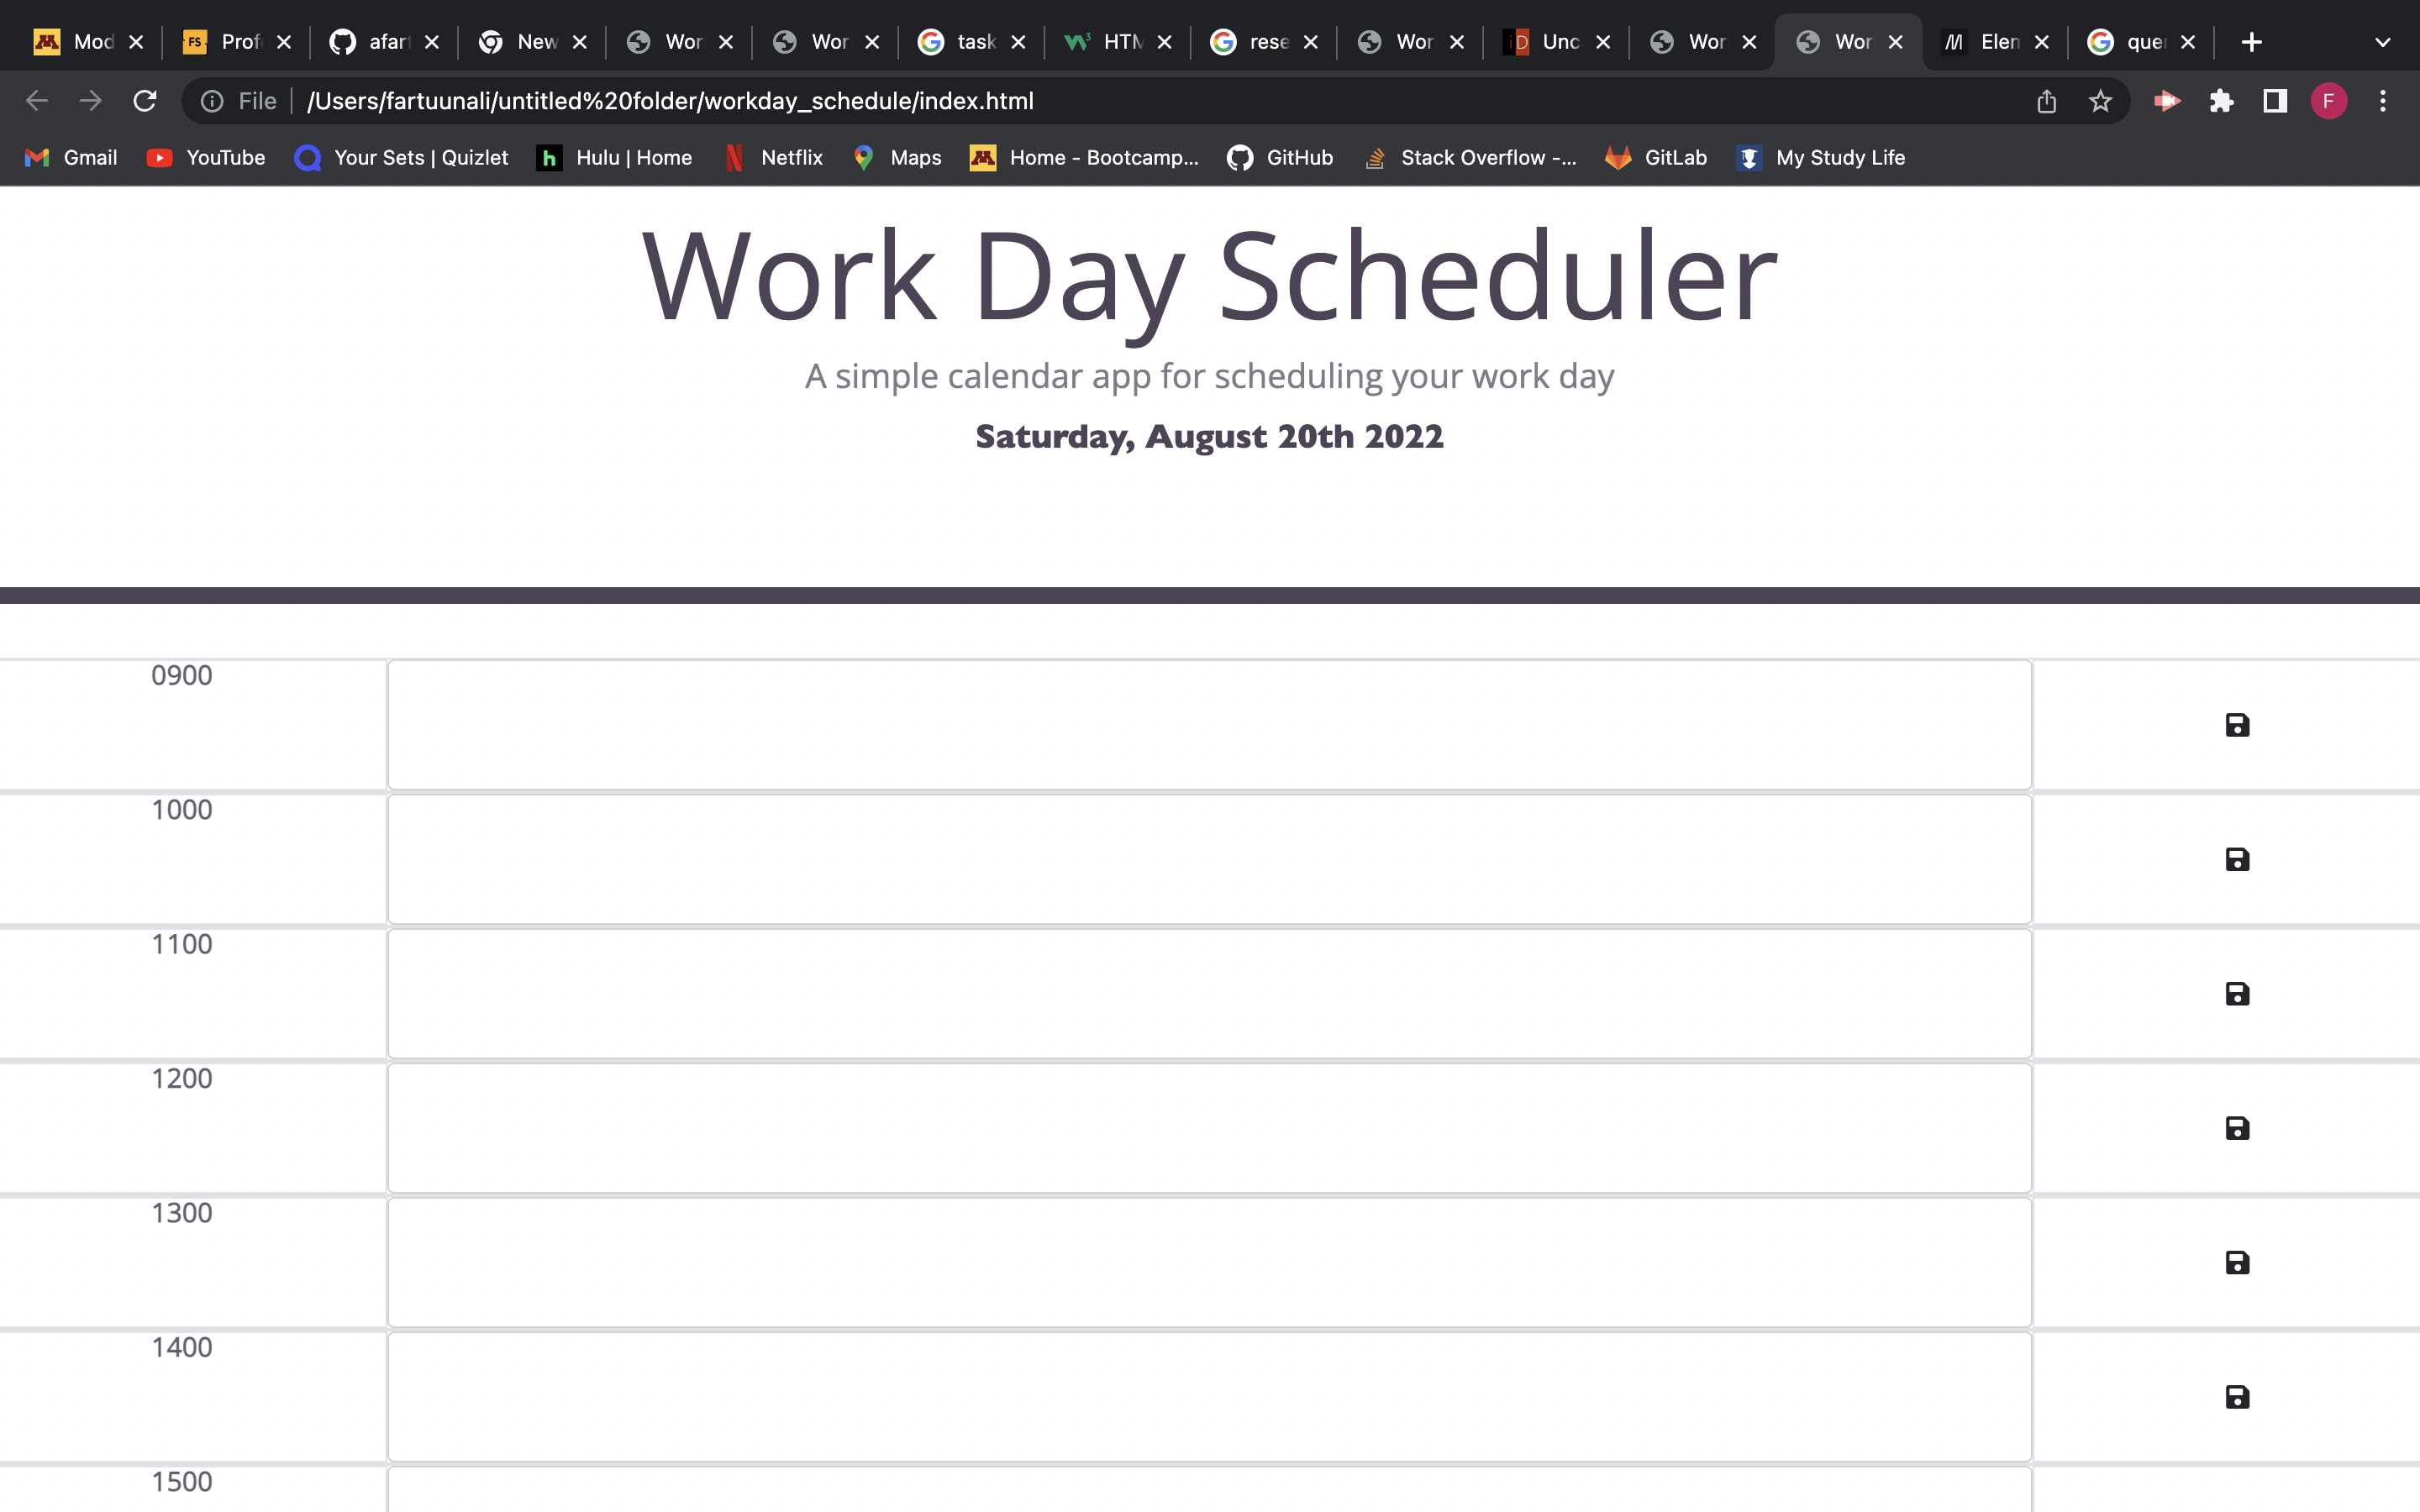 Mod Prof afar New Wor Wor task HTM rese Wor Unc Wor Wor Elem que
File /Users/fartuunali/untitled%20folder/workday_schedule/index.html F
Gmail YouTube Your Sets | Quizlet Hulu | Home Netflix Maps Home - Bootcamp... GitHub Stack Overflow -... GitLab My Study Life
Work Day Scheduler
A simple calendar app for scheduling your work day
Saturday, August 20th 2022
0900
1000
1100
1200
1300
1400
1500